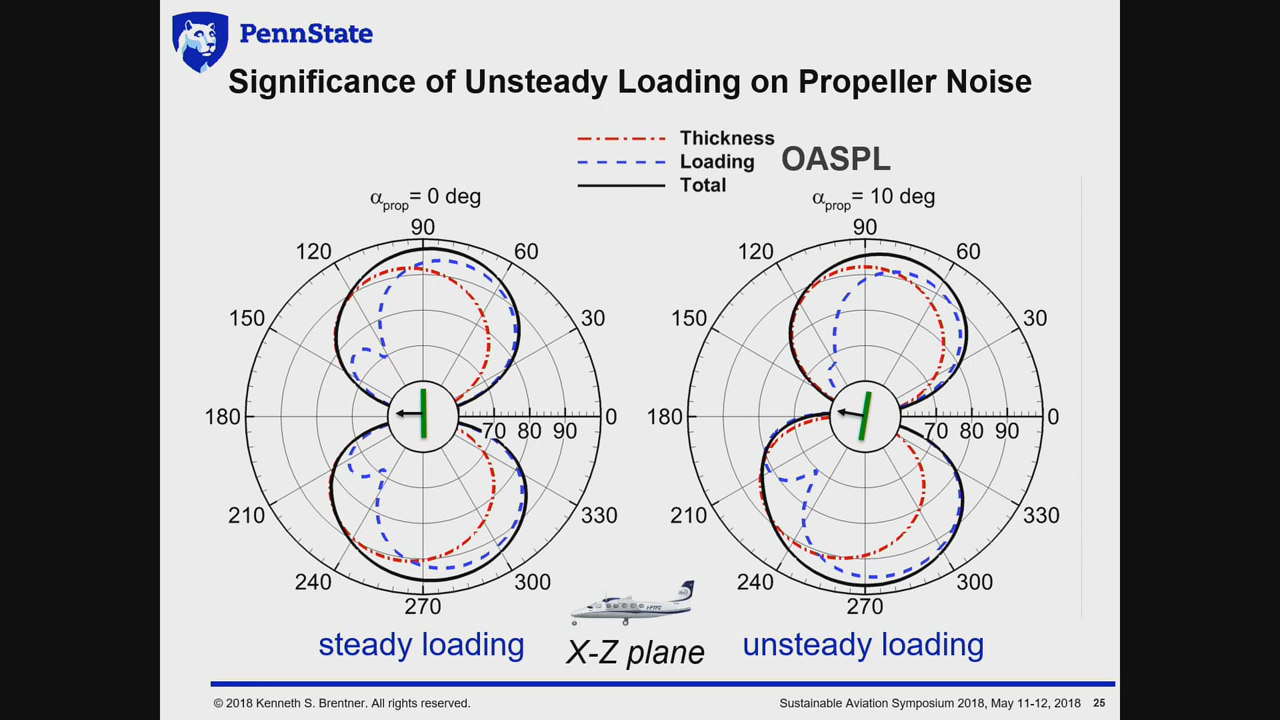 PennState
Significance of Unsteady Loading on Propeller Noise
Thickness
Loading
Total
OASPL
αprop= 0 deg
90
120
60
150
30
180
0
70 80 90
210
330
240
300
270
αprop= 10 deg
90
120
60
150
30
180
0
70 80 90
210
330
240
300
270
steady loading
X-Z plane
unsteady loading
© 2018 Kenneth S. Brentner. All rights reserved.
Sustainable Aviation Symposium 2018, May 11-12, 2018 25